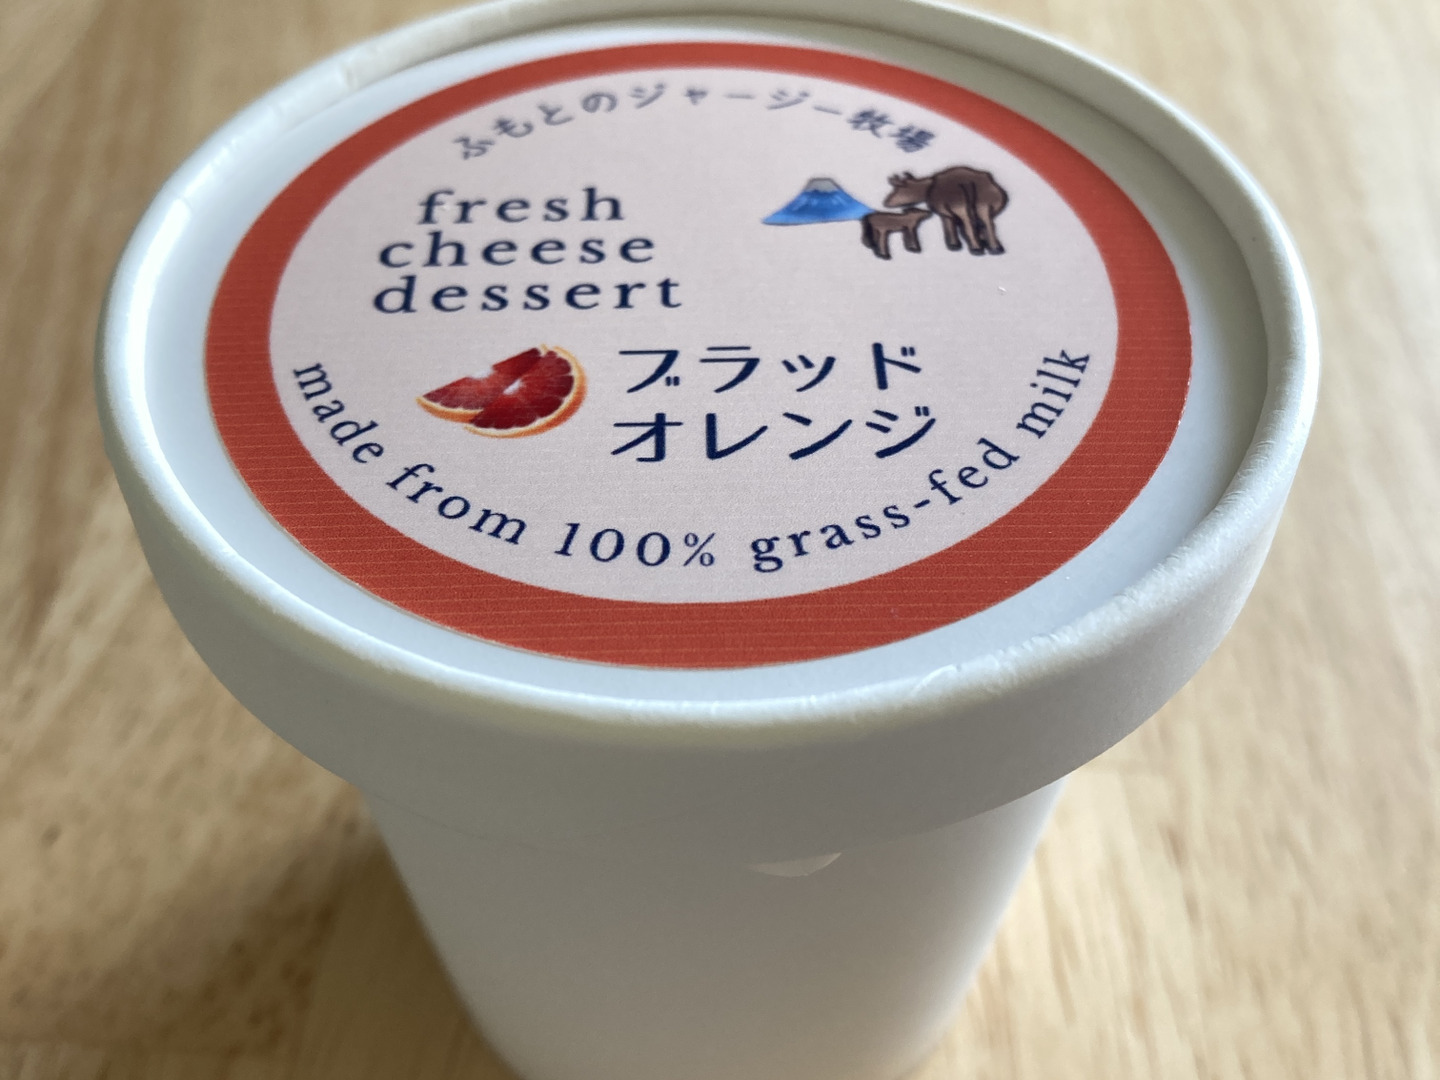 ふもとのジャージー牧場
fresh
cheese
dessert
ブラッド
オレンジ
made from 100% grass-fed milk